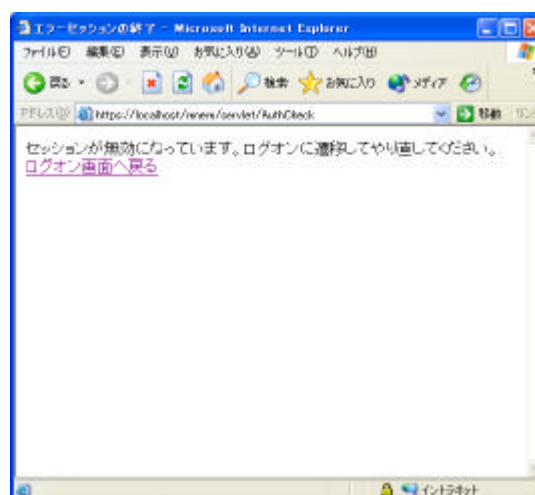 エラーセッションの終了 - Microsoft Internet Explorer
ファイル(F) 編集(E) 表示(V) お気に入り(A) ツール(T) ヘルプ(H)
戻る 検索 お気に入り メディア
アドレス(D) https://localhost/ 移動
セッションが無効になっています。ログオンに遷移してやり直してください。
ログオン画面へ戻る
イントラネット